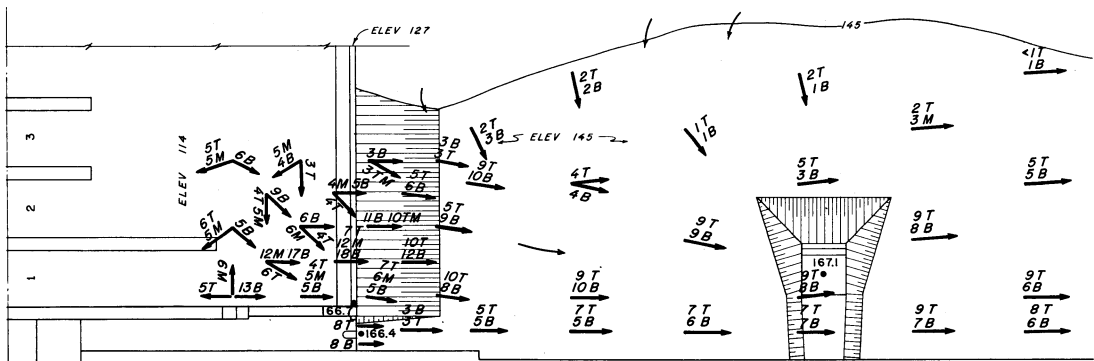 ELEV 127
145
<1T
1B
2T
2B
2T
1B
2T
3M
3
ELEV 114
5T
5M
6B
5M
4B
3T
3B
3TM
3B
3T
2T
3B
ELEV 145
1T
1B
9T
10B
4T
4B
5T
3B
5T
5B
2
4T
5M
9B
4M
5B
4T
5T
6B
6T
5M
5B
6B
6M
4T
11B
10TM
7T
5T
9B
9T
9B
9T
8B
12M
17B
6T
4T
12M
18B
10T
12B
167.1
1
6M
5T
13B
5M
5B
7T
6M
5B
10T
8B
9T
10B
9T
8B
9T
6B
166.7
8T
166.4
8B
3B
3T
5T
5B
7T
5B
7T
6B
7T
7B
9T
7B
8T
6B